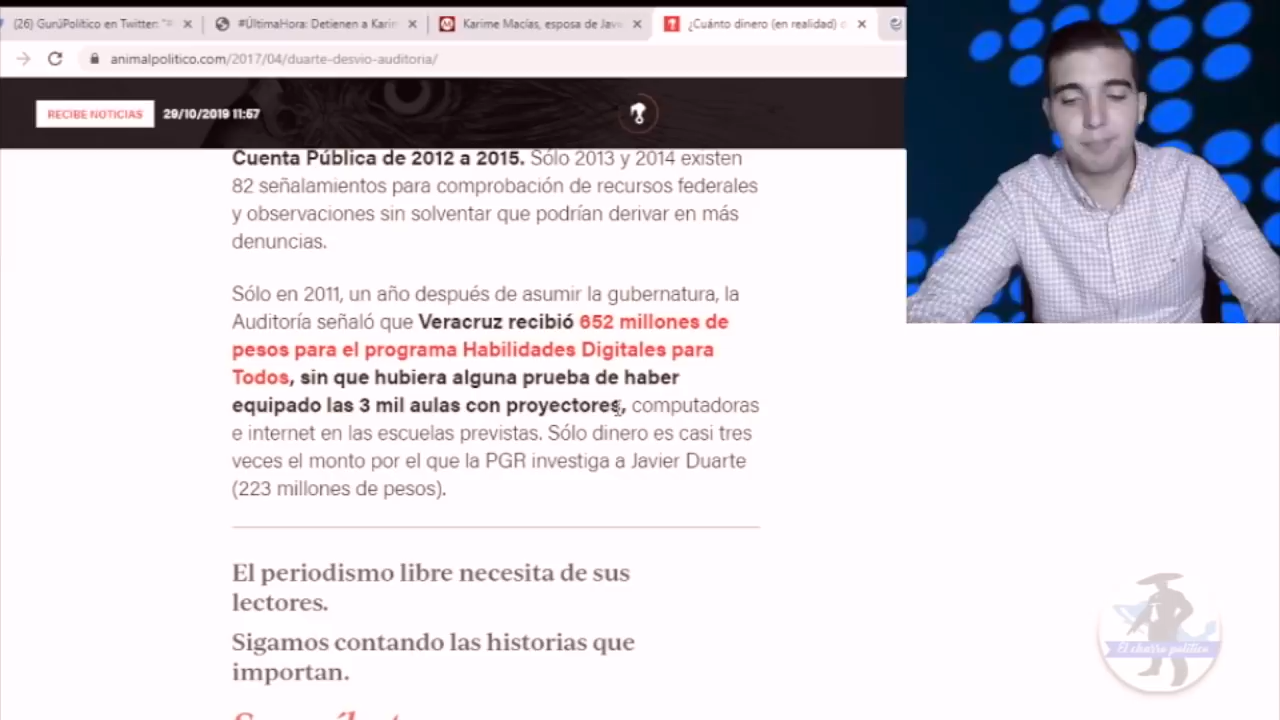 (26) GurúPolítico en Twitter: "#
#ÚltimaHora: Detienen a Karin
Karime Macías, esposa de Javi
¿Cuánto dinero (en realidad) d
animalpolitico.com/2017/04/duarte-desvio-auditoria/
RECIBE NOTICIAS
29/10/2019 11:57
Cuenta Pública de 2012 a 2015. Sólo 2013 y 2014 existen
82 señalamientos para comprobación de recursos federales
y observaciones sin solventar que podrían derivar en más
denuncias.
Sólo en 2011, un año después de asumir la gubernatura, la
Auditoría señaló que Veracruz recibió 652 millones de
pesos para el programa Habilidades Digitales para
Todos, sin que hubiera alguna prueba de haber
equipado las 3 mil aulas con proyectores, computadoras
e internet en las escuelas previstas. Sólo dinero es casi tres
veces el monto por el que la PGR investiga a Javier Duarte
(223 millones de pesos).
El periodismo libre necesita de sus
lectores.
Sigamos contando las historias que
importan.
El charro político